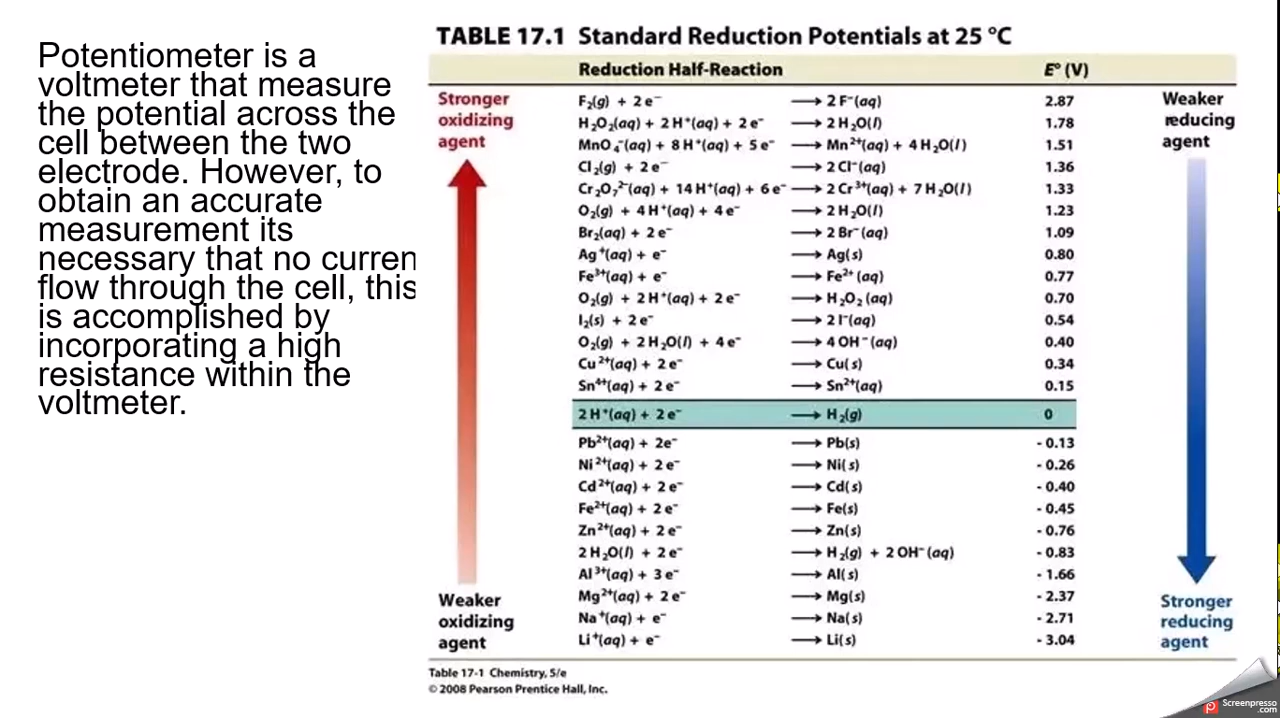 Potentiometer is a
voltmeter that measure
the potential across the
cell between the two
electrode. However, to
obtain an accurate
measurement its
necessary that no curren
flow through the cell, this
is accomplished by
incorporating a high
resistance within the
voltmeter.
TABLE 17.1 Standard Reduction Potentials at 25 °C
Reduction Half-Reaction E° (V)
Stronger
oxidizing
agent
F₂(g) + 2 e⁻ ⟶ 2 F⁻(aq) 2.87
H₂O₂(aq) + 2 H⁺(aq) + 2 e⁻ ⟶ 2 H₂O(l) 1.78
MnO₄⁻(aq) + 8 H⁺(aq) + 5 e⁻ ⟶ Mn²⁺(aq) + 4 H₂O(l) 1.51
Cl₂(g) + 2 e⁻ ⟶ 2 Cl⁻(aq) 1.36
Cr₂O₇²⁻(aq) + 14 H⁺(aq) + 6 e⁻ ⟶ 2 Cr³⁺(aq) + 7 H₂O(l) 1.33
O₂(g) + 4 H⁺(aq) + 4 e⁻ ⟶ 2 H₂O(l) 1.23
Br₂(aq) + 2 e⁻ ⟶ 2 Br⁻(aq) 1.09
Ag⁺(aq) + e⁻ ⟶ Ag(s) 0.80
Fe³⁺(aq) + e⁻ ⟶ Fe²⁺(aq) 0.77
O₂(g) + 2 H⁺(aq) + 2 e⁻ ⟶ H₂O₂(aq) 0.70
I₂(s) + 2 e⁻ ⟶ 2 I⁻(aq) 0.54
O₂(g) + 2 H₂O(l) + 4 e⁻ ⟶ 4 OH⁻(aq) 0.40
Cu²⁺(aq) + 2 e⁻ ⟶ Cu(s) 0.34
Sn⁴⁺(aq) + 2 e⁻ ⟶ Sn²⁺(aq) 0.15
2 H⁺(aq) + 2 e⁻ ⟶ H₂(g) 0
Pb²⁺(aq) + 2e⁻ ⟶ Pb(s) - 0.13
Ni²⁺(aq) + 2 e⁻ ⟶ Ni(s) - 0.26
Cd²⁺(aq) + 2 e⁻ ⟶ Cd(s) - 0.40
Fe²⁺(aq) + 2 e⁻ ⟶ Fe(s) - 0.45
Zn²⁺(aq) + 2 e⁻ ⟶ Zn(s) - 0.76
2 H₂O(l) + 2 e⁻ ⟶ H₂(g) + 2 OH⁻(aq) - 0.83
Al³⁺(aq) + 3 e⁻ ⟶ Al(s) - 1.66
Mg²⁺(aq) + 2 e⁻ ⟶ Mg(s) - 2.37
Na⁺(aq) + e⁻ ⟶ Na(s) - 2.71
Li⁺(aq) + e⁻ ⟶ Li(s) - 3.04
Weaker
oxidizing
agent
Weaker
reducing
agent
Stronger
reducing
agent
Table 17-1 Chemistry, 5/e
© 2008 Pearson Prentice Hall, Inc.
Screenpresso
.com